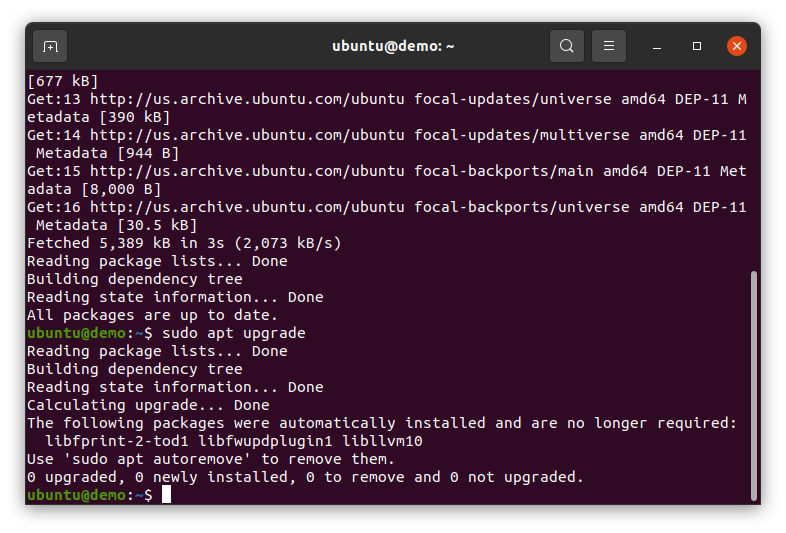 ubuntu@demo: ~
[677 kB]
Get:13 http://us.archive.ubuntu.com/ubuntu focal-updates/universe amd64 DEP-11 M
etadata [390 kB]
Get:14 http://us.archive.ubuntu.com/ubuntu focal-updates/multiverse amd64 DEP-11
 Metadata [944 B]
Get:15 http://us.archive.ubuntu.com/ubuntu focal-backports/main amd64 DEP-11 Met
adata [8,000 B]
Get:16 http://us.archive.ubuntu.com/ubuntu focal-backports/universe amd64 DEP-11
 Metadata [30.5 kB]
Fetched 5,389 kB in 3s (2,073 kB/s)
Reading package lists... Done
Building dependency tree
Reading state information... Done
All packages are up to date.
ubuntu@demo:~$ sudo apt upgrade
Reading package lists... Done
Building dependency tree
Reading state information... Done
Calculating upgrade... Done
The following packages were automatically installed and are no longer required:
  libfprint-2-tod1 libfwupdplugin1 libllvm10
Use 'sudo apt autoremove' to remove them.
0 upgraded, 0 newly installed, 0 to remove and 0 not upgraded.
ubuntu@demo:~$